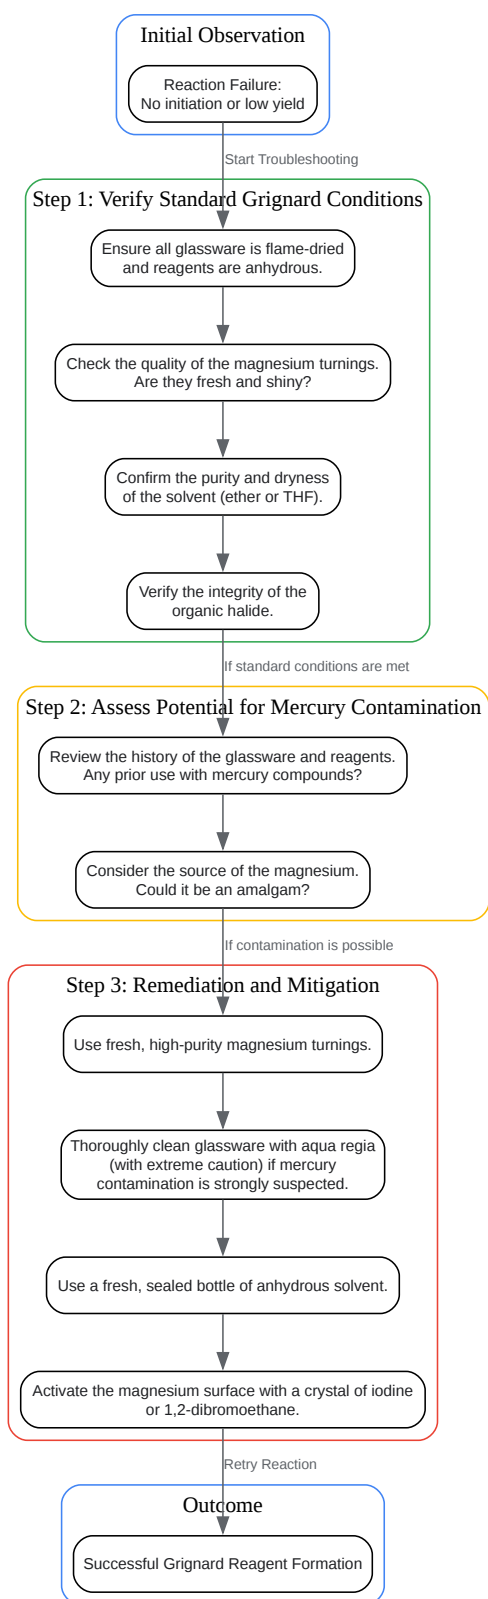 Initial Observation
Reaction Failure:
No initiation or low yield
Start Troubleshooting
Step 1: Verify Standard Grignard Conditions
Ensure all glassware is flame-dried
and reagents are anhydrous.
Check the quality of the magnesium turnings.
Are they fresh and shiny?
Confirm the purity and dryness
of the solvent (ether or THF).
Verify the integrity of the
organic halide.
If standard conditions are met
Step 2: Assess Potential for Mercury Contamination
Review the history of the glassware and reagents.
Any prior use with mercury compounds?
Consider the source of the magnesium.
Could it be an amalgam?
If contamination is possible
Step 3: Remediation and Mitigation
Use fresh, high-purity magnesium turnings.
Thoroughly clean glassware with aqua regia
(with extreme caution) if mercury
contamination is strongly suspected.
Use a fresh, sealed bottle of anhydrous solvent.
Activate the magnesium surface with a crystal of iodine
or 1,2-dibromoethane.
Retry Reaction
Outcome
Successful Grignard Reagent Formation